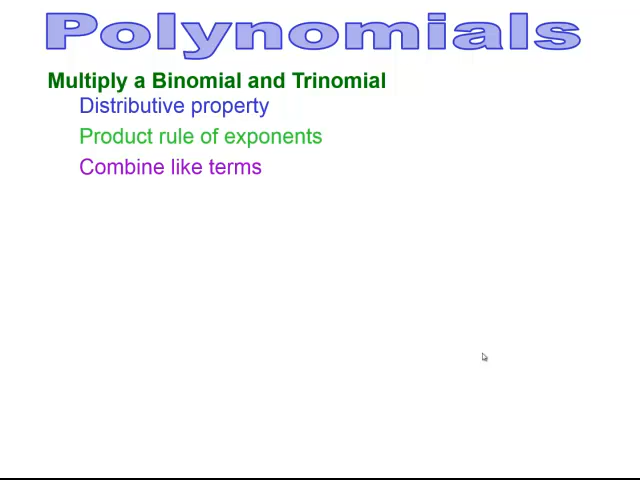 Polynomials
Multiply a Binomial and Trinomial
Distributive property
Product rule of exponents
Combine like terms